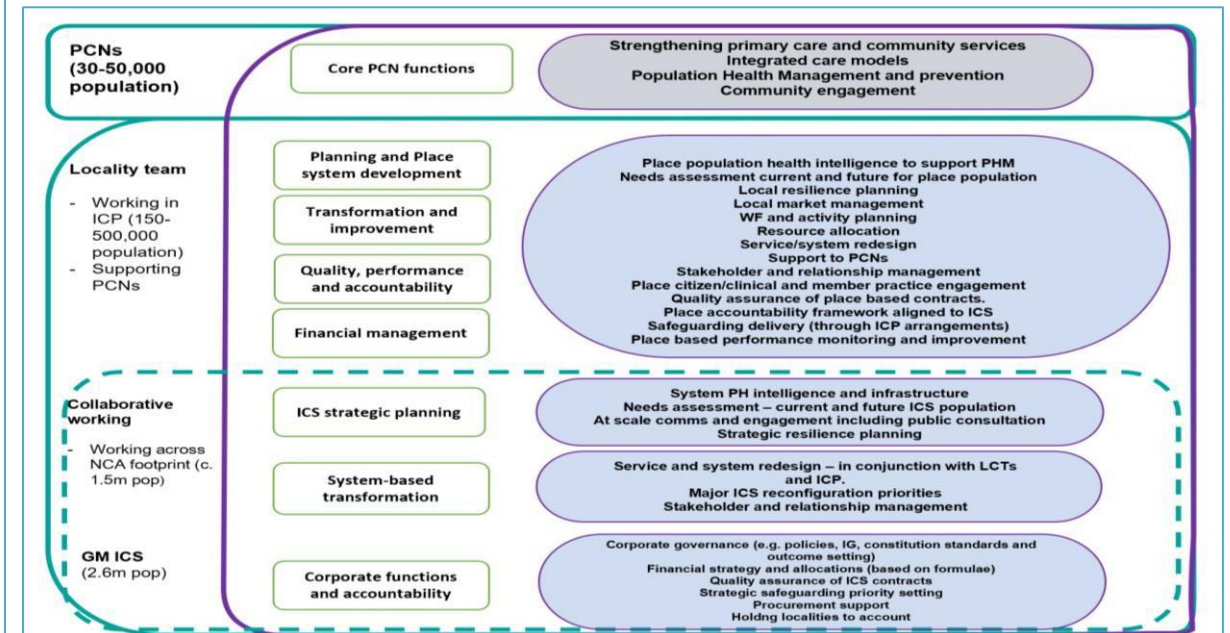 PCNs
(30-50,000
population)
Core PCN functions
Strengthening primary care and community services
Integrated care models
Population Health Management and prevention
Community engagement
Locality team
- Working in
ICP (150-
500,000
population)
- Supporting
PCNs
Planning and Place
system development
Transformation and
improvement
Quality, performance
and accountability
Financial management
Place population health intelligence to support PHM
Needs assessment current and future for place population
Local resilience planning
Local market management
WF and activity planning
Resource allocation
Service/system redesign
Support to PCNs
Stakeholder and relationship management
Place citizen/clinical and member practice engagement
Quality assurance of place based contracts.
Place accountability framework aligned to ICS
Safeguarding delivery (through ICP arrangements)
Place based performance monitoring and improvement
Collaborative
working
- Working across
NCA footprint (c.
1.5m pop)
ICS strategic planning
System PH intelligence and infrastructure
Needs assessment – current and future ICS population
At scale comms and engagement including public consultation
Strategic resilience planning
System-based
transformation
Service and system redesign – in conjunction with LCTs
and ICP.
Major ICS reconfiguration priorities
Stakeholder and relationship management
GM ICS
(2.6m pop)
Corporate functions
and accountability
Corporate governance (e.g. policies, IG, constitution standards and
outcome setting)
Financial strategy and allocations (based on formulae)
Quality assurance of ICS contracts
Strategic safeguarding priority setting
Procurement support
Holdng localities to account